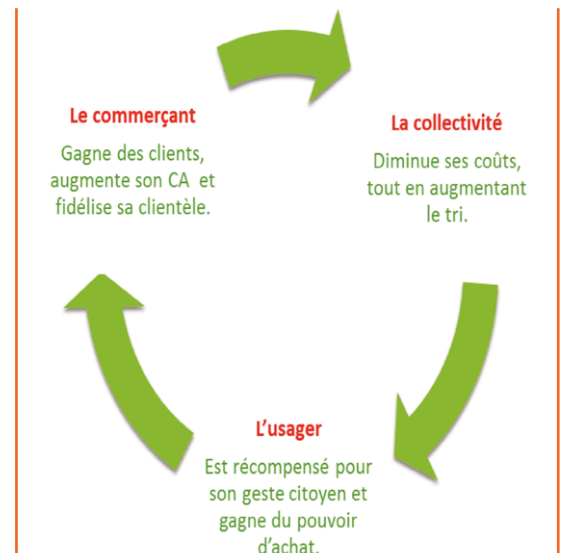 Le commerçant
Gagne des clients,
augmente son CA et
fidélise sa clientèle.
La collectivité
Diminue ses coûts,
tout en augmentant
le tri.
L'usager
Est récompensé pour
son geste citoyen et
gagne du pouvoir
d'achat.